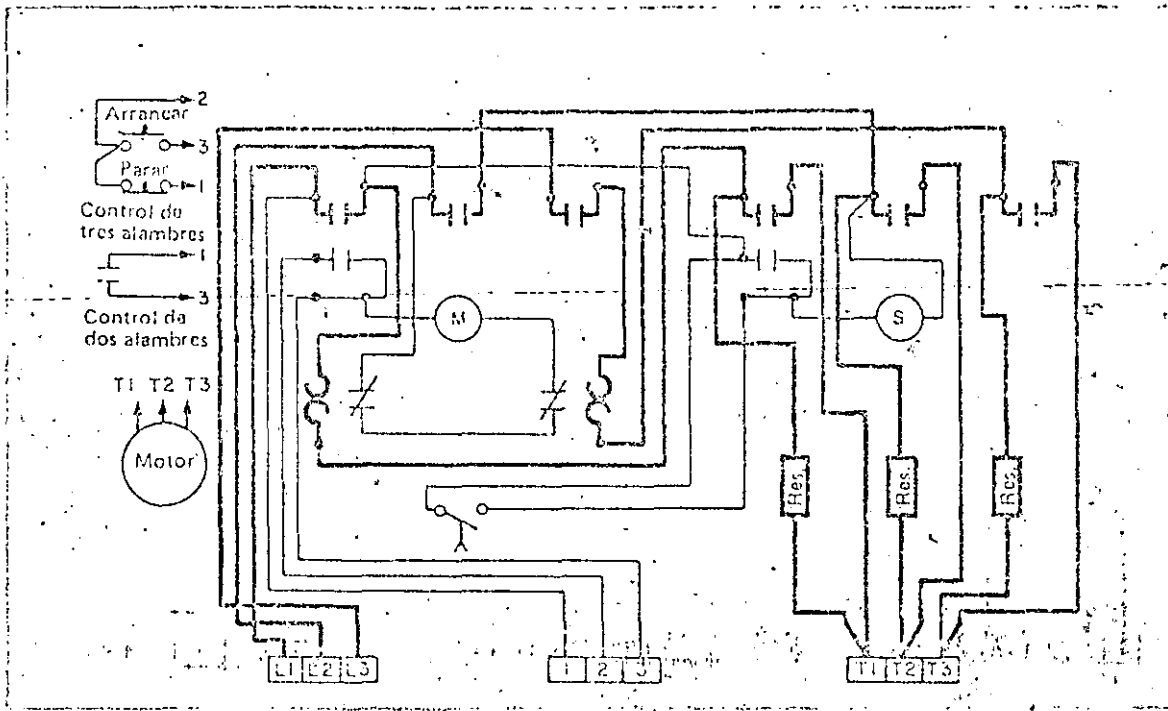 2
Arrancar
3
Parar
1
Control de
tres alambres
1
3
Control de
dos alambres
T1 T2 T3
Motor
M
S
Res.
Res.
Res.
L1 L2 L3
1 2 3
T1 T2 T3